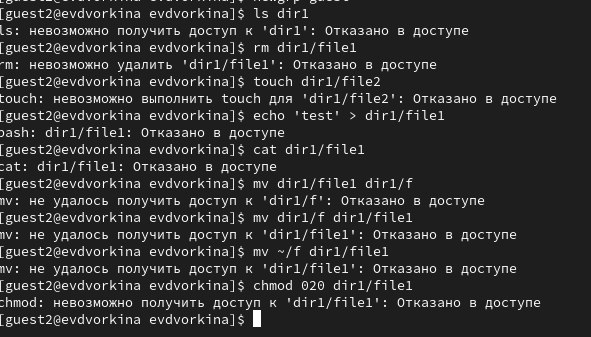 newgrp guest
[guest2@evdvorkina evdvorkina]$ ls dir1
ls: невозможно получить доступ к 'dir1': Отказано в доступе
[guest2@evdvorkina evdvorkina]$ rm dir1/file1
rm: невозможно удалить 'dir1/file1': Отказано в доступе
[guest2@evdvorkina evdvorkina]$ touch dir1/file2
touch: невозможно выполнить touch для 'dir1/file2': Отказано в доступе
[guest2@evdvorkina evdvorkina]$ echo 'test' > dir1/file1
bash: dir1/file1: Отказано в доступе
[guest2@evdvorkina evdvorkina]$ cat dir1/file1
cat: dir1/file1: Отказано в доступе
[guest2@evdvorkina evdvorkina]$ mv dir1/file1 dir1/f
mv: не удалось получить доступ к 'dir1/f': Отказано в доступе
[guest2@evdvorkina evdvorkina]$ mv dir1/f dir1/file1
mv: не удалось получить доступ к 'dir1/file1': Отказано в доступе
[guest2@evdvorkina evdvorkina]$ mv ~/f dir1/file1
mv: не удалось получить доступ к 'dir1/file1': Отказано в доступе
[guest2@evdvorkina evdvorkina]$ chmod 020 dir1/file1
chmod: невозможно получить доступ к 'dir1/file1': Отказано в доступе
[guest2@evdvorkina evdvorkina]$